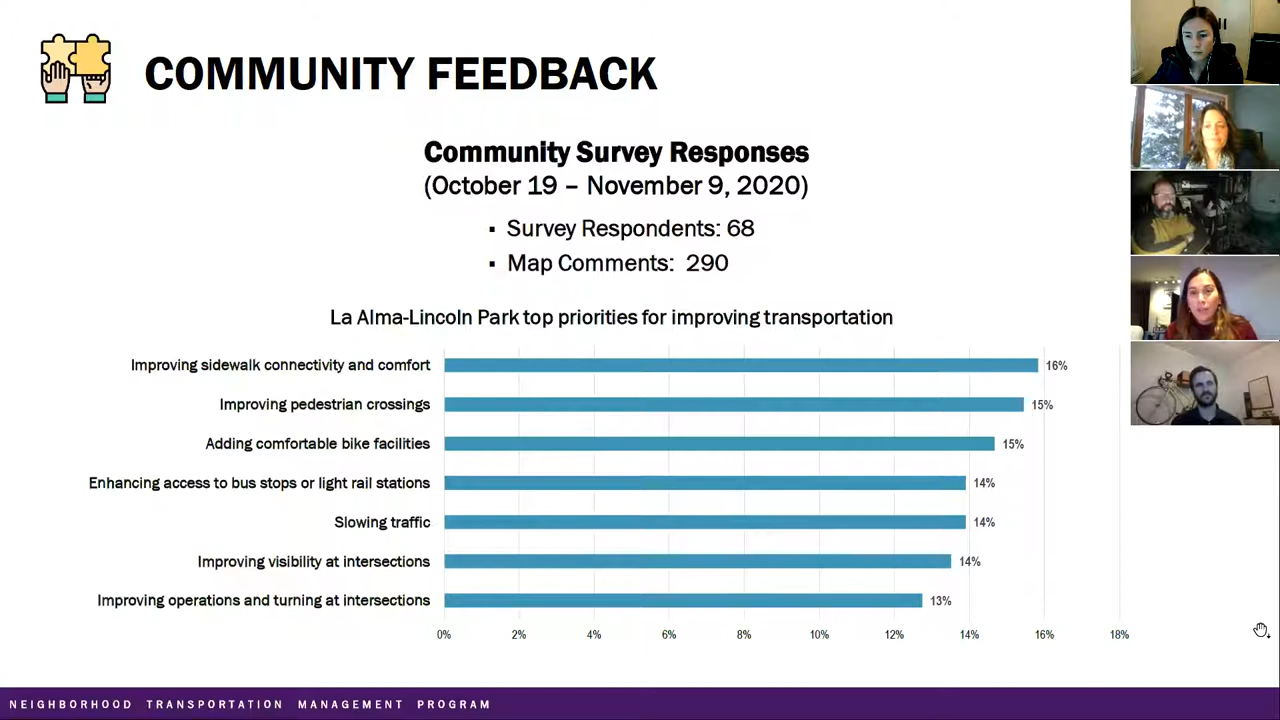 COMMUNITY FEEDBACK
Community Survey Responses
(October 19 – November 9, 2020)
▪ Survey Respondents: 68
▪ Map Comments: 290
La Alma-Lincoln Park top priorities for improving transportation
Improving sidewalk connectivity and comfort 16%
Improving pedestrian crossings 15%
Adding comfortable bike facilities 15%
Enhancing access to bus stops or light rail stations 14%
Slowing traffic 14%
Improving visibility at intersections 14%
Improving operations and turning at intersections 13%
0% 2% 4% 6% 8% 10% 12% 14% 16% 18%
NEIGHBORHOOD TRANSPORTATION MANAGEMENT PROGRAM